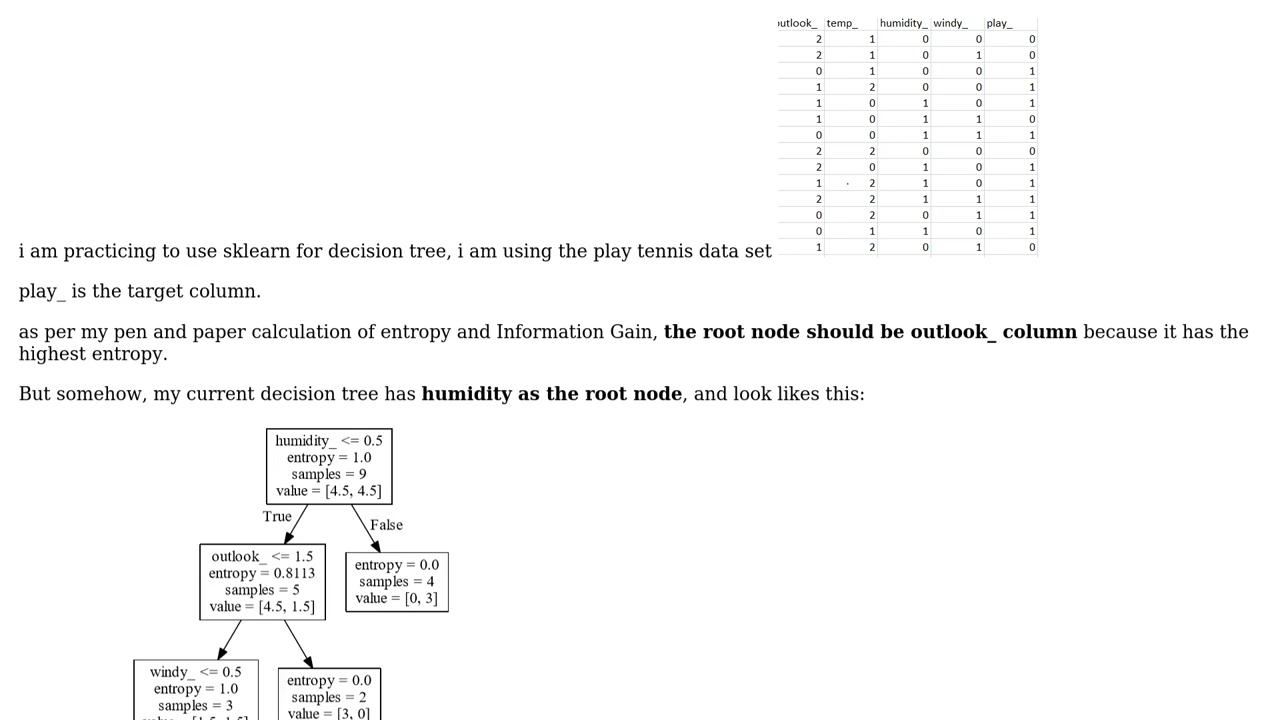 outlook_ temp_ humidity_ windy_ play_
2 1 0 0 0
2 1 0 1 0
0 1 0 0 1
1 2 0 0 1
1 0 1 0 1
1 0 1 1 0
0 0 1 1 1
2 2 0 0 0
2 0 1 0 1
1 2 1 0 1
2 2 1 1 1
0 2 0 1 1
0 1 1 0 1
1 2 0 1 0
i am practicing to use sklearn for decision tree, i am using the play tennis data set
play_ is the target column.
as per my pen and paper calculation of entropy and Information Gain, the root node should be outlook_ column because it has the
highest entropy.
But somehow, my current decision tree has humidity as the root node, and look likes this:
humidity_ <= 0.5
entropy = 1.0
samples = 9
value = [4.5, 4.5]
True
False
outlook_ <= 1.5
entropy = 0.8113
samples = 5
value = [4.5, 1.5]
entropy = 0.0
samples = 4
value = [0, 3]
windy_ <= 0.5
entropy = 1.0
samples = 3
value = [1.5, 1.5]
entropy = 0.0
samples = 2
value = [3, 0]